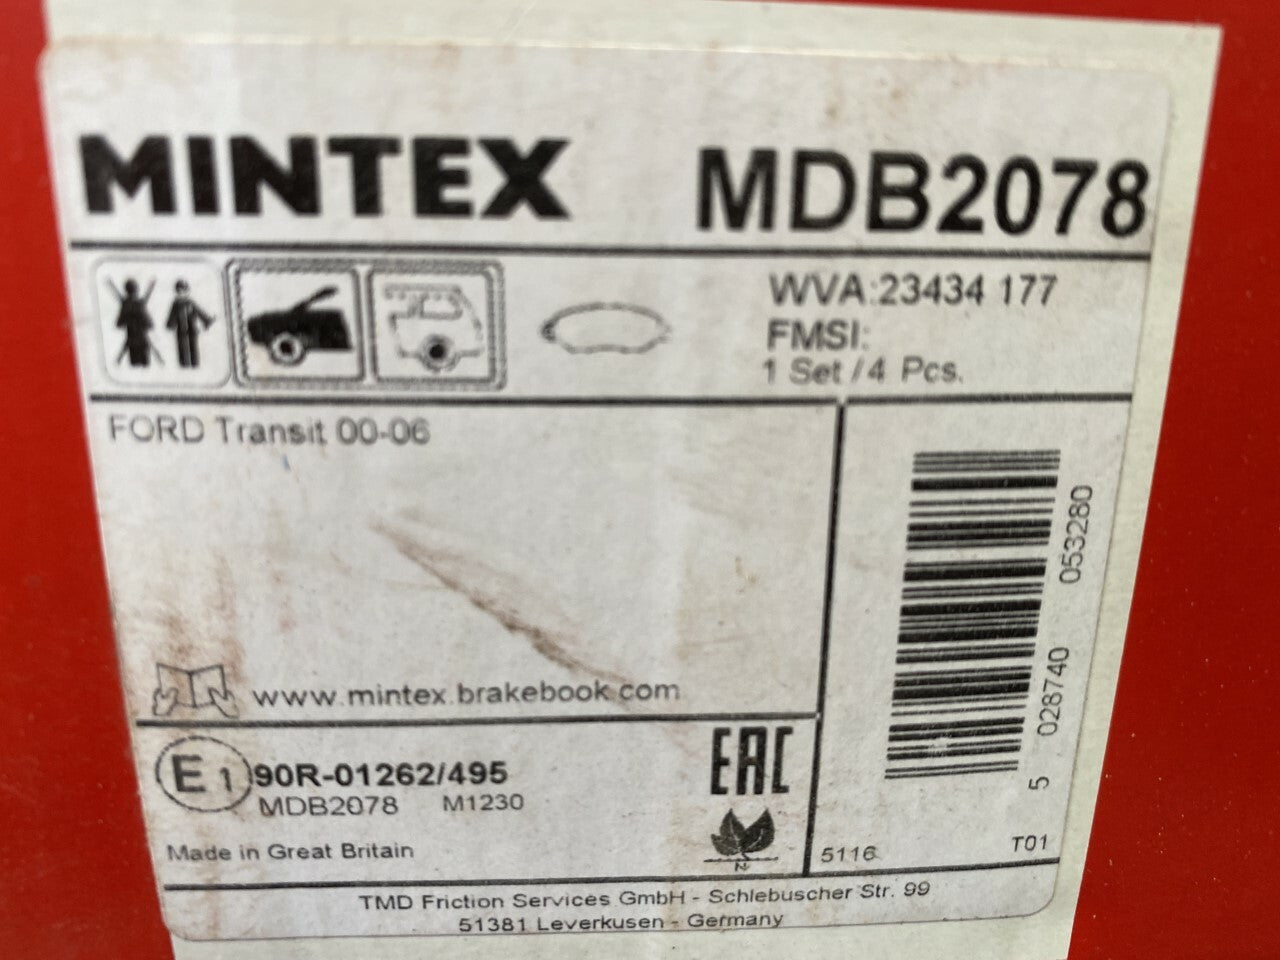 MINTEX MDB2078
WVA:23434 177
FMSI:
1 Set / 4 Pcs.
FORD Transit 00-06
www.mintex.brakebook.com
E1 90R-01262/495
MDB2078 M1230
EAC
N
Made in Great Britain
5 028740 053280
5116 T01
TMD Friction Services GmbH - Schlebuscher Str. 99
51381 Leverkusen - Germany